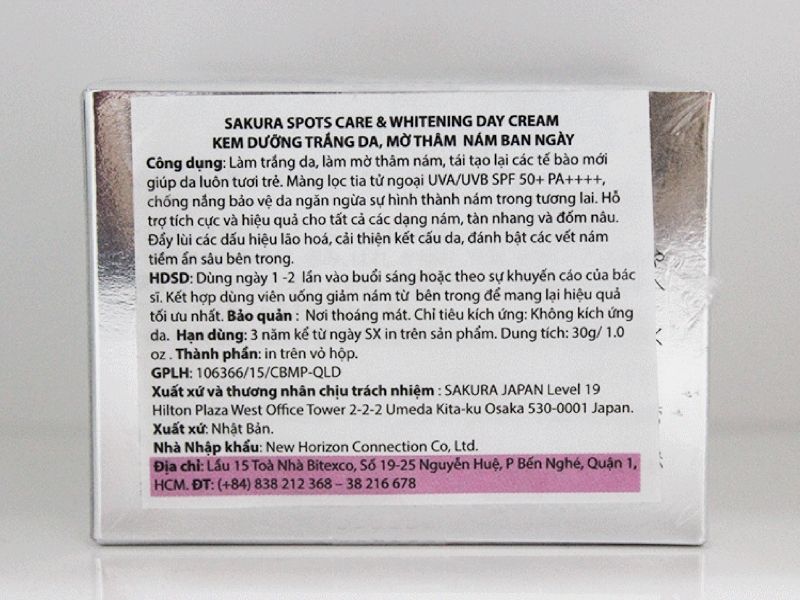 SAKURA SPOTS CARE & WHITENING DAY CREAM
KEM DƯỠNG TRẮNG DA, MỜ THÂM NÁM BAN NGÀY
Công dụng: Làm trắng da, làm mờ thâm nám, tái tạo lại các tế bào mới
giúp da luôn tươi trẻ. Màng lọc tia tử ngoại UVA/UVB SPF 50+ PA++++,
chống nắng bảo vệ da ngăn ngừa sự hình thành nám trong tương lai. Hỗ
trợ tích cực và hiệu quả cho tất cả các dạng nám, tàn nhang và đốm nâu.
Đẩy lùi các dấu hiệu lão hoá, cải thiện kết cấu da, đánh bật các vết nám
tiềm ẩn sâu bên trong.
HDSD: Dùng ngày 1 -2 lần vào buổi sáng hoặc theo sự khuyến cáo của bác
sĩ. Kết hợp dùng viên uống giảm nám từ bên trong để mang lại hiệu quả
tối ưu nhất. Bảo quản : Nơi thoáng mát. Chỉ tiêu kích ứng: Không kích ứng
da. Hạn dùng: 3 năm kể từ ngày SX in trên sản phẩm. Dung tích: 30g/ 1.0
oz . Thành phần: in trên vỏ hộp.
GPLH: 106366/15/CBMP-QLD
Xuất xứ và thương nhân chịu trách nhiệm : SAKURA JAPAN Level 19
Hilton Plaza West Office Tower 2-2-2 Umeda Kita-ku Osaka 530-0001 Japan.
Xuất xứ: Nhật Bản.
Nhà Nhập khẩu: New Horizon Connection Co, Ltd.
Địa chỉ: Lầu 15 Toà Nhà Bitexco, Số 19-25 Nguyễn Huệ, P Bến Nghé, Quận 1,
HCM. ĐT: (+84) 838 212 368 – 38 216 678